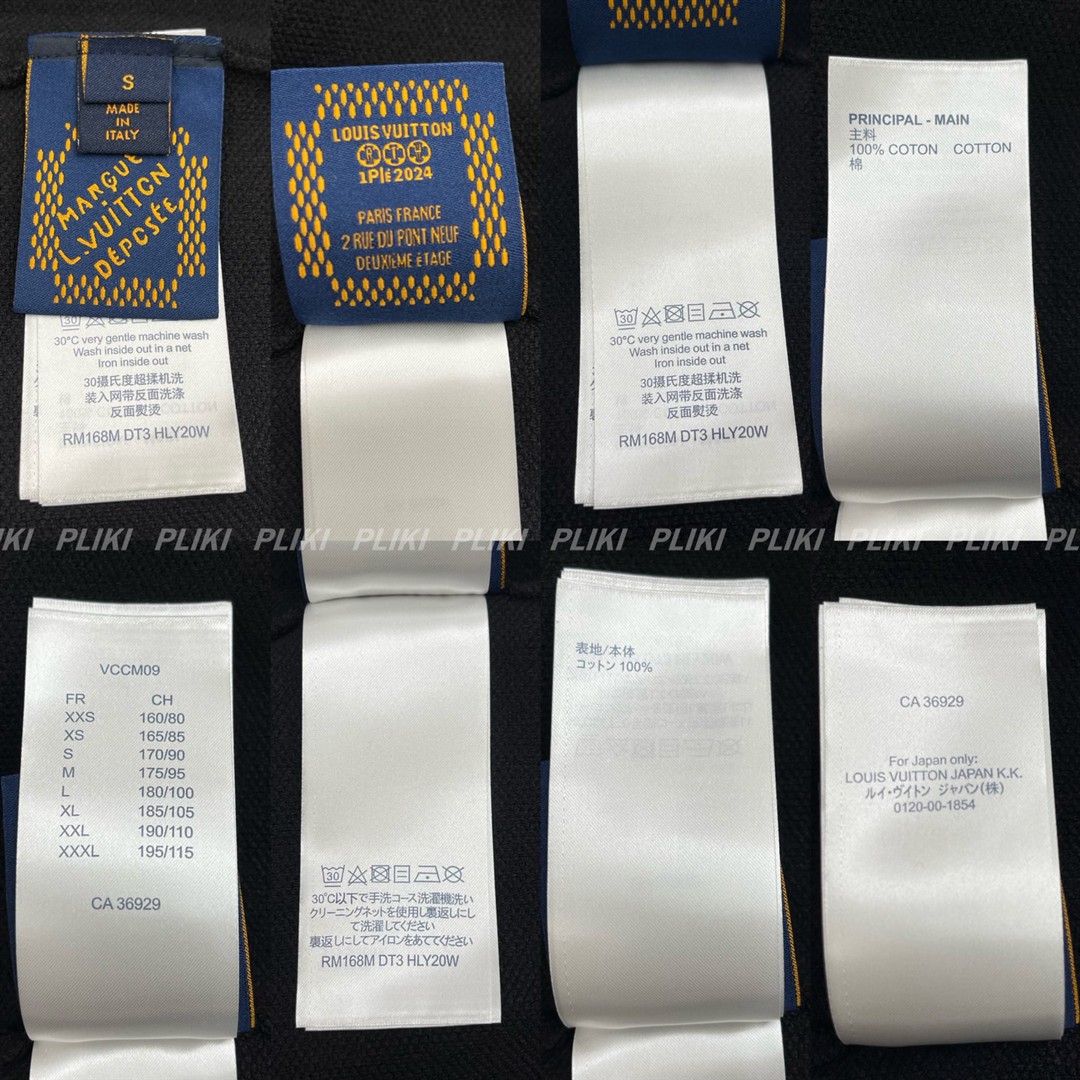 S
MADE
IN
ITALY
MARQUE
L.VUITTON
DÉPOSÉE
30
30°C very gentle machine wash
Wash inside out in a net
Iron inside out
30摄氏度超揉机洗
装入网带反面洗涤
反面熨烫
RM168M DT3 HLY20W
LOUIS VUITTON
RTW
1Plé2024
PARIS FRANCE
2 RUE DU PONT NEUF
DEUXIÈME éTAGE
30
30°C very gentle machine wash
Wash inside out in a net
Iron inside out
30摄氏度超揉机洗
装入网带反面洗涤
反面熨烫
RM168M DT3 HLY20W
PRINCIPAL - MAIN
主料
100% COTON COTTON
棉
PLIKI PLIKI PLIKI PLIKI PLIKI PLIKI PLIKI PLIKI PLIKI
VCCM09
FR CH
XXS 160/80
XS 165/85
S 170/90
M 175/95
L 180/100
XL 185/105
XXL 190/110
XXXL 195/115
CA 36929
30
30℃以下で手洗コース洗濯機洗い
クリーニングネットを使用し裏返しにし
て洗濯してください
裏返しにしてアイロンをあててください
RM168M DT3 HLY20W
表地/本体
コットン 100%
CA 36929
For Japan only:
LOUIS VUITTON JAPAN K.K.
ルイ・ヴィトン ジャパン(株)
0120-00-1854